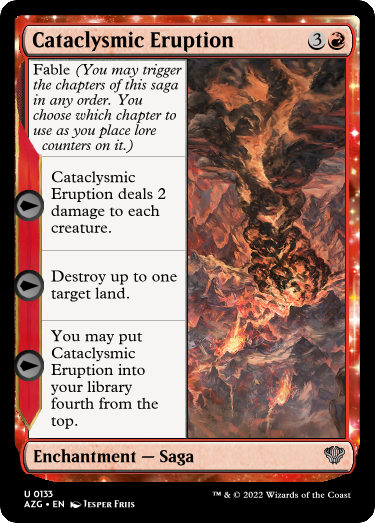 Cataclysmic Eruption 3
Fable (You may trigger
the chapters of this saga
in any order. You
choose which chapter to
use as you place lore
counters on it.)
Cataclysmic
Eruption deals 2
damage to each
creature.
Destroy up to one
target land.
You may put
Cataclysmic
Eruption into
your library
fourth from the
top.
Enchantment — Saga
U 0133
AZG • EN Jesper Friis
™ & © 2022 Wizards of the Coast